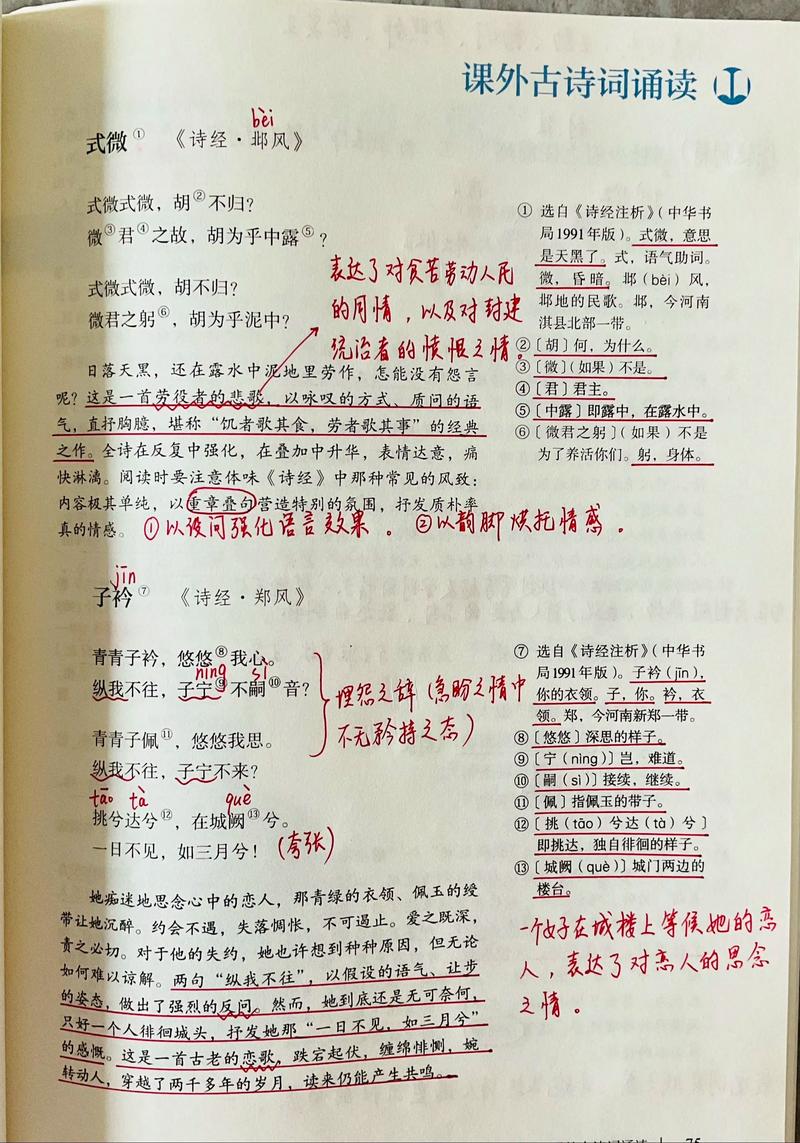 课外古诗词诵读
bèi
式微① 《诗经·邶风》
式微式微，胡②不归？
微③君④之故，胡为乎中露⑤？
式微式微，胡不归？
微君之躬⑥，胡为乎泥中？
表达了对贫苦劳动人民
的同情，以及对封建
统治者的愤恨之情。
日落天黑，还在露水中泥地里劳作，怎能没有怨言
呢？这是一首劳役者的悲歌，以咏叹的方式、质问的语
气，直抒胸臆，堪称“饥者歌其食，劳者歌其事”的经典
之作。全诗在反复中强化，在叠加中升华，表情达意，痛
快淋漓。阅读时要注意体味《诗经》中那种常见的风致：
内容极其单纯，以重章叠句营造特别的氛围，抒发质朴率
真的情感。
①以设问强化语言效果。②以韵脚烘托情感。
① 选自《诗经注析》（中华书
局1991年版）。式微，意思
是天黑了。式，语气助词。
微，昏暗。邶（bèi）风，
邶地的民歌。邶，今河南
淇县北部一带。
②〔胡〕何，为什么。
③〔微〕（如果）不是。
④〔君〕君主。
⑤〔中露〕即露中，在露水中。
⑥〔微君之躬〕（如果）不是
为了养活你们。躬，身体。
jīn
子衿⑦ 《诗经·郑风》
青青子衿，悠悠⑧我心。
nìng sì
纵我不往，子宁⑨不嗣⑩音？
青青子佩⑪，悠悠我思。
纵我不往，子宁不来？
埋怨之辞（急盼之情中
不无矜持之态）
tāo tà què
挑兮达兮⑫，在城阙⑬兮。
一日不见，如三月兮！（夸张）
她痴迷地思念心中的恋人，那青绿的衣领、佩玉的绶
带让她沉醉。约会不遇，失落惆怅，不可遏止。爱之既深，
责之必切。对于他的失约，她也许想到种种原因，但无论
如何难以谅解。两句“纵我不往”，以假设的语气、让步
的姿态，做出了强烈的反问。然而，她到底还是无可奈何，
只好一个人徘徊城头，抒发她那“一日不见，如三月兮”
的感慨。这是一首古老的恋歌，跌宕起伏，缠绵悱恻，婉
转动人，穿越了两千多年的岁月，读来仍能产生共鸣。
⑦ 选自《诗经注析》（中华书
局1991年版）。子衿（jīn），
你的衣领。子，你。衿，衣
领。郑，今河南新郑一带。
⑧〔悠悠〕深思的样子。
⑨〔宁（nìng）〕岂，难道。
⑩〔嗣（sì）〕接续，继续。
⑪〔佩〕指佩玉的带子。
⑫〔挑（tāo）兮达（tà）兮〕
即挑达，独自徘徊的样子。
⑬〔城阙（què）〕城门两边的
楼台。
一个女子在城楼上等候她的恋
人，表达了对恋人的思念
之情。